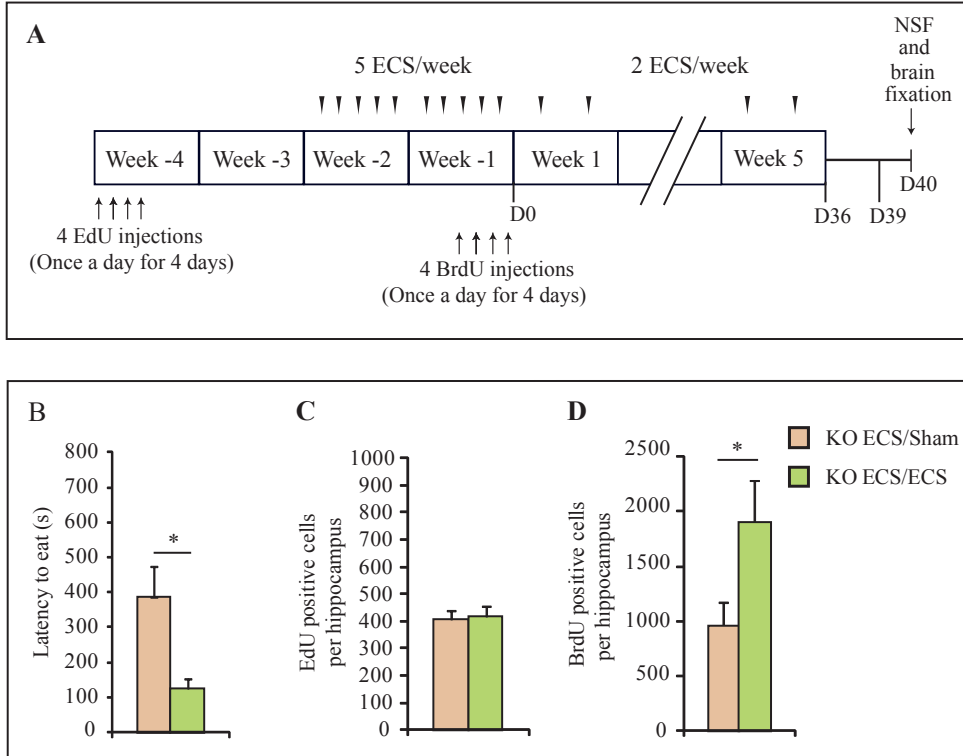 A
5 ECS/week
2 ECS/week
NSF
and
brain
fixation
Week -4
Week -3
Week -2
Week -1
Week 1
Week 5
D0
D36
D39
D40
4 EdU injections
(Once a day for 4 days)
4 BrdU injections
(Once a day for 4 days)
B
Latency to eat (s)
800
700
600
500
400
300
200
100
0
*
C
EdU positive cells
per hippocampus
1000
900
800
700
600
500
400
300
200
100
0
D
BrdU positive cells
per hippocampus
2500
2000
1500
1000
500
0
*
KO ECS/Sham
KO ECS/ECS